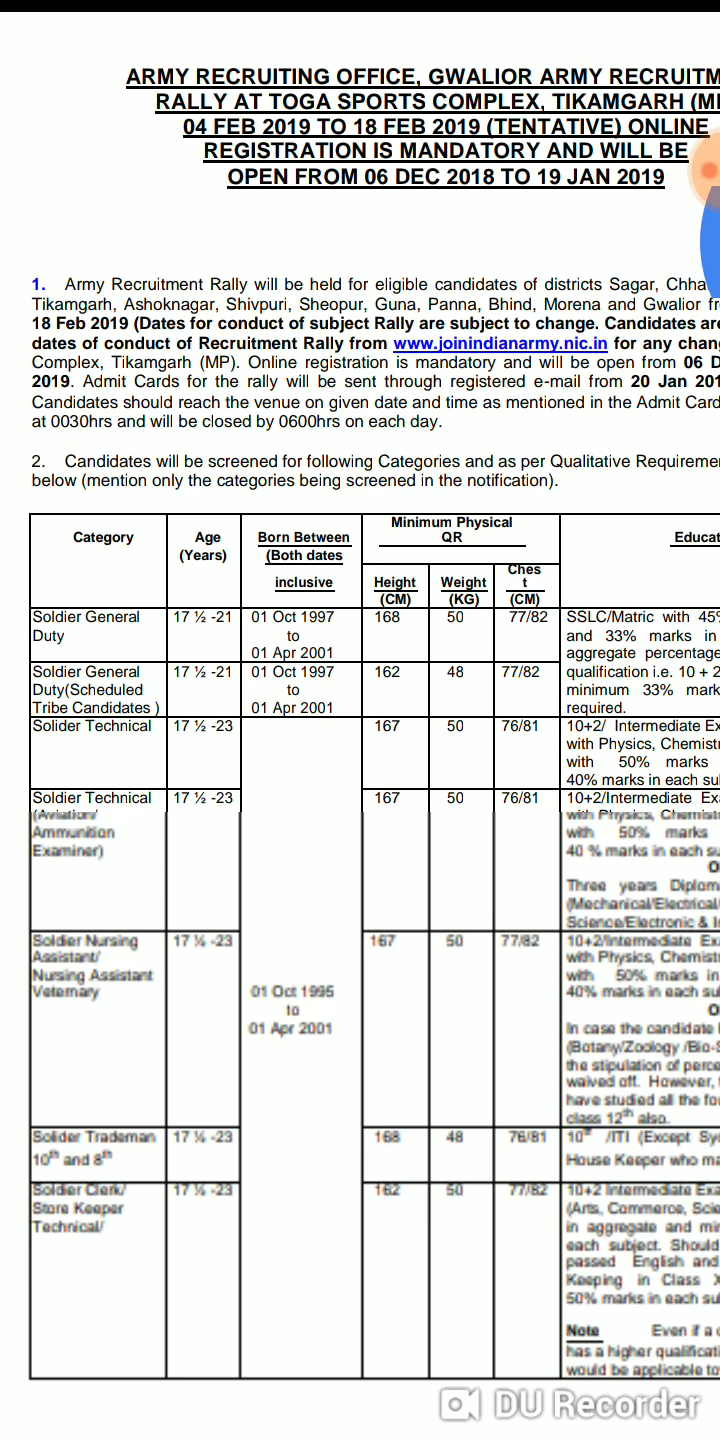 ARMY RECRUITING OFFICE, GWALIOR ARMY RECRUITM
RALLY AT TOGA SPORTS COMPLEX, TIKAMGARH (M
04 FEB 2019 TO 18 FEB 2019 (TENTATIVE) ONLINE
REGISTRATION IS MANDATORY AND WILL BE
OPEN FROM 06 DEC 2018 TO 19 JAN 2019
1. Army Recruitment Rally will be held for eligible candidates of districts Sagar, Chha
Tikamgarh, Ashoknagar, Shivpuri, Sheopur, Guna, Panna, Bhind, Morena and Gwalior fr
18 Feb 2019 (Dates for conduct of subject Rally are subject to change. Candidates are
dates of conduct of Recruitment Rally from www.joinindianarmy.nic.in for any chang
Complex, Tikamgarh (MP). Online registration is mandatory and will be open from 06 D
2019. Admit Cards for the rally will be sent through registered e-mail from 20 Jan 201
Candidates should reach the venue on given date and time as mentioned in the Admit Card
at 0030hrs and will be closed by 0600hrs on each day.
2. Candidates will be screened for following Categories and as per Qualitative Requireme
below (mention only the categories being screened in the notification).
Category Age (Years) Born Between (Both dates inclusive Minimum Physical QR Educat
Height (CM) Weight (KG) Ches t (CM)
Soldier General 17 ½ -21 01 Oct 1997 168 50 77/82 SSLC/Matric with 45%
Duty to and 33% marks in
01 Apr 2001 aggregate percentage
Soldier General 17 ½ -21 01 Oct 1997 162 48 77/82 qualification i.e. 10 + 2
Duty(Scheduled to minimum 33% mark
Tribe Candidates ) 01 Apr 2001 required.
Solidier Technical 17 ½ -23 167 50 76/81 10+2/ Intermediate Ex
with Physics, Chemistr
with 50% marks
40% marks in each su
Soldier Technical 17 ½ -23 167 50 76/81 10+2/Intermediate Exa
(Aviation/ with Physics, Chemist
Ammunition with 50% marks
Examiner) 40 % marks in each su
O
Three years Diplom
(Mechanical/Electrical/
Science/Electronic & I
Soldier Nursing 17 ½ -23 167 50 77/82 10+2/Intermediate Exa
Assistant/ with Physics, Chemist
Nursing Assistant with 50% marks in
Veternary 01 Oct 1995 40% marks in each su
to O
01 Apr 2001 In case the candidate
(Botany/Zoology /Bio-S
the stipulation of perce
waived off. However,
have studied all the fo
class 12th also.
Solider Trademan 17 ½ -23 168 48 76/81 10th /ITI (Except Sy
10th and 8th House Keeper who ma
Soldier Clerk/ 17 ½ -23 162 50 77/82 10+2 Intermediate Exa
Store Keeper (Arts, Commerce, Scie
Technical/ in aggregate and mi
each subject. Should
passed English and
Keeping in Class X
50% marks in each su
Note Even if a c
has a higher qualificati
would be applicable to
DU Recorder